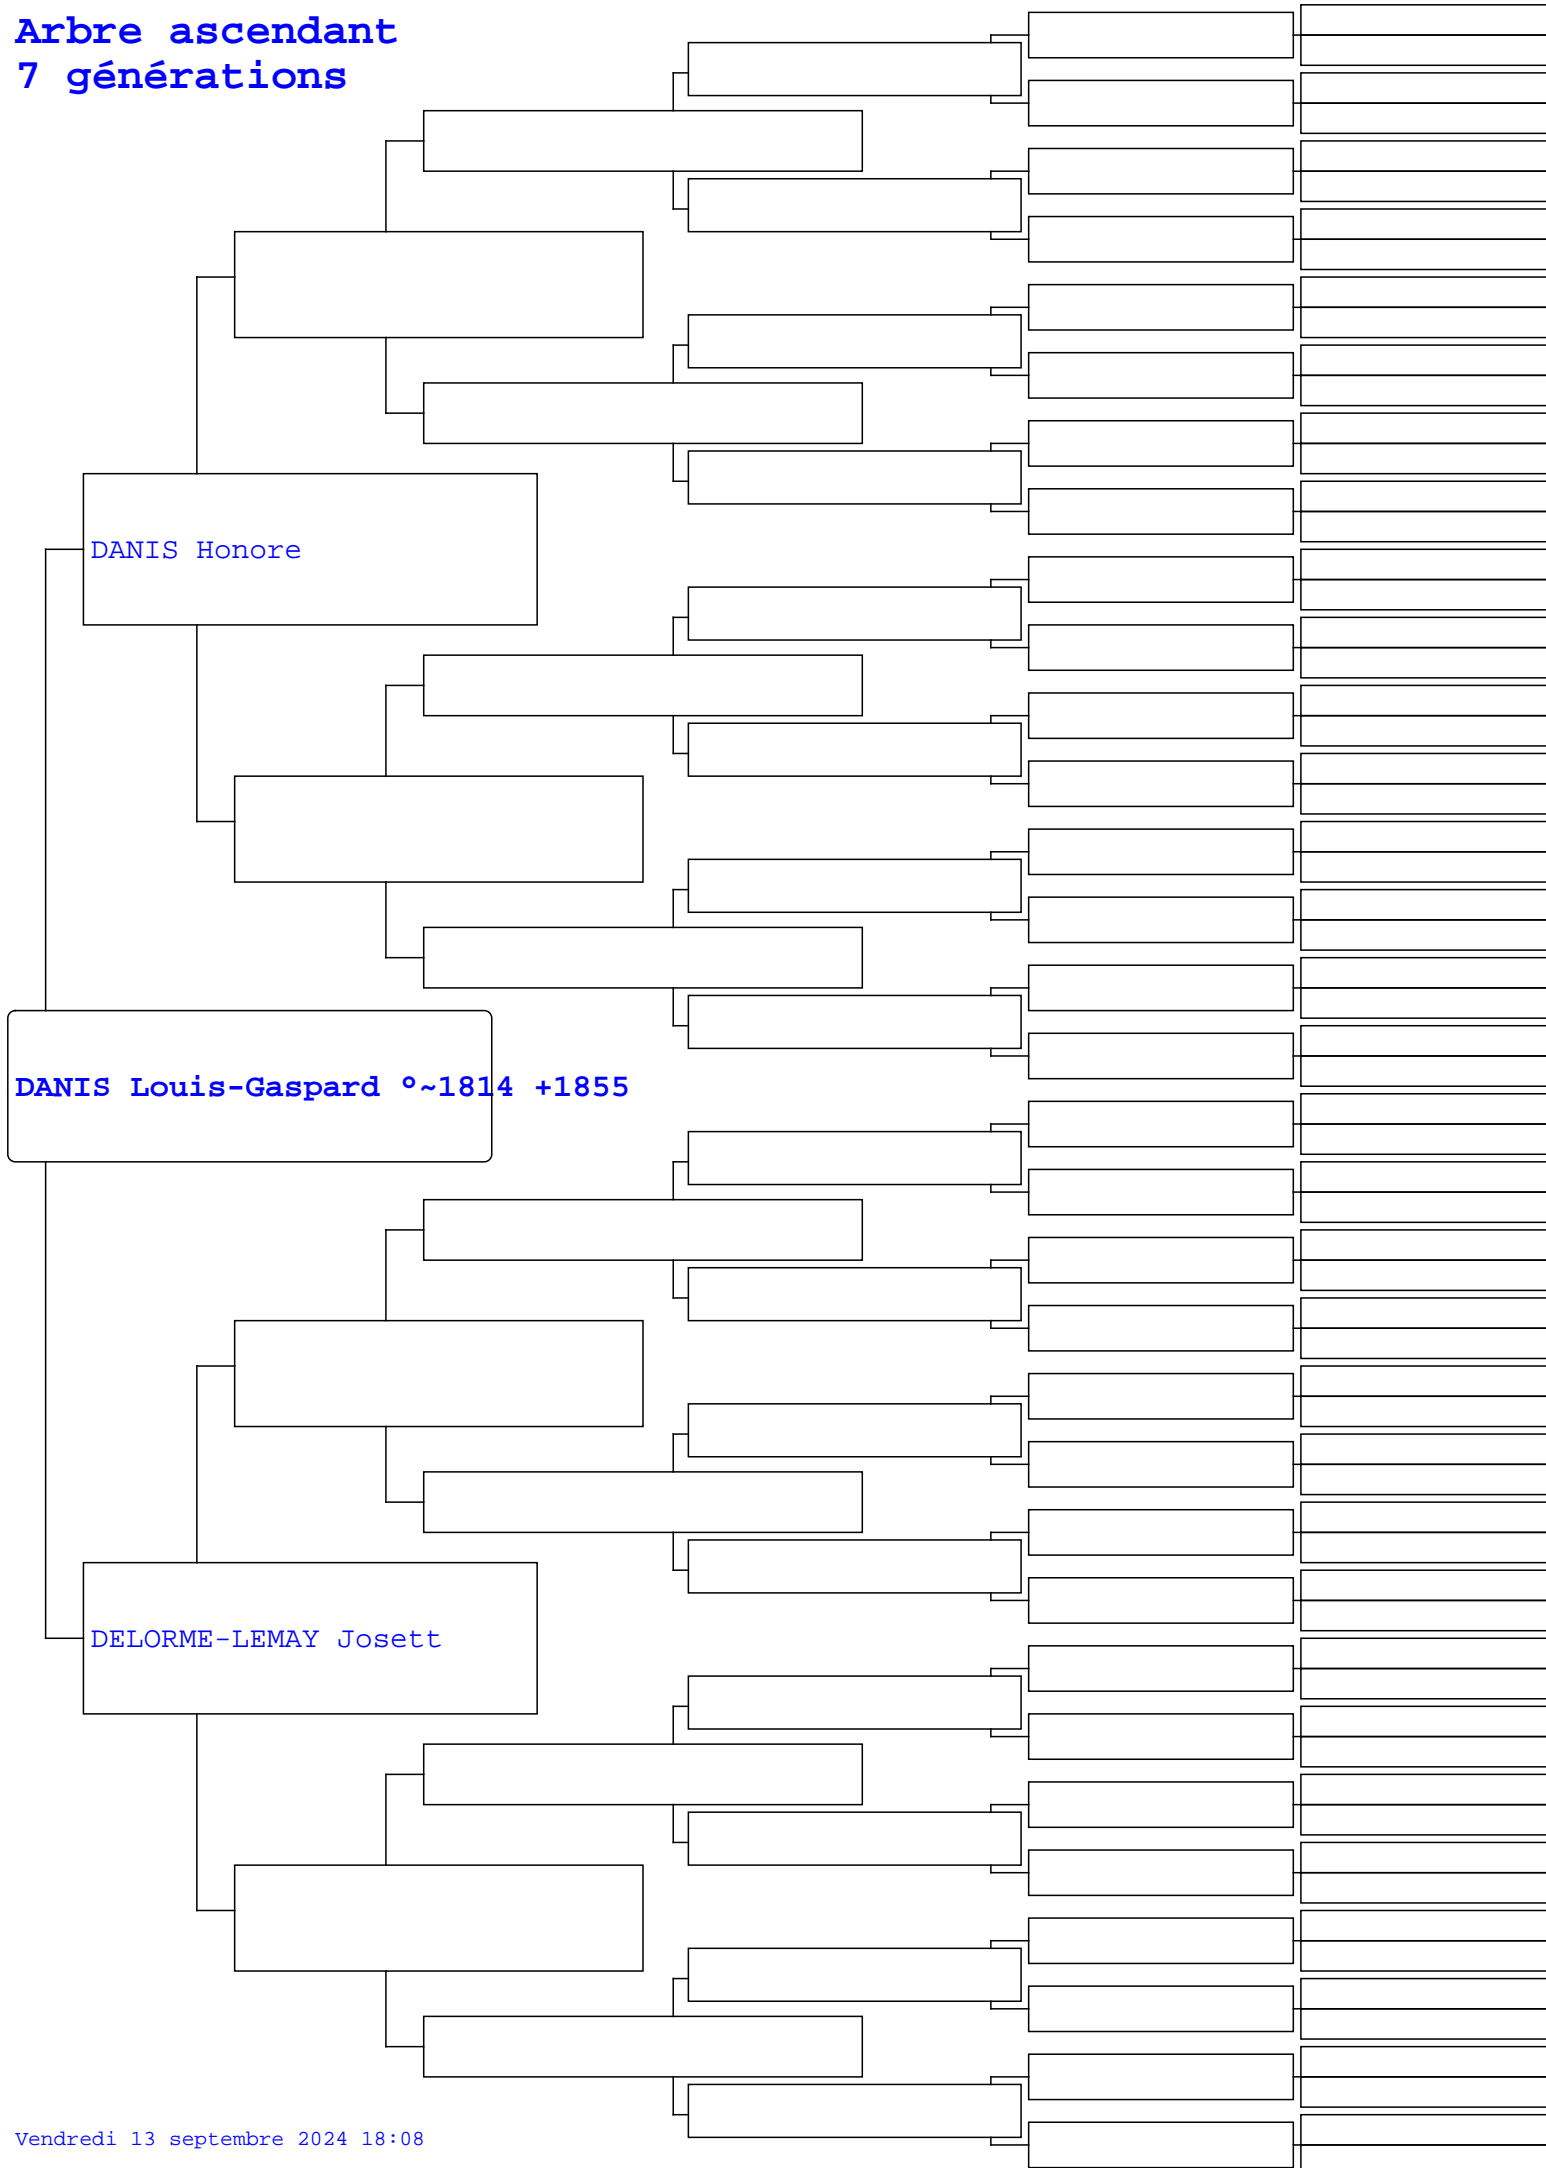 Arbre ascendant
7 générations
DANIS Honore
DANIS Louis-Gaspard °~1814 +1855
DELORME-LEMAY Josett
Vendredi 13 septembre 2024 18:08